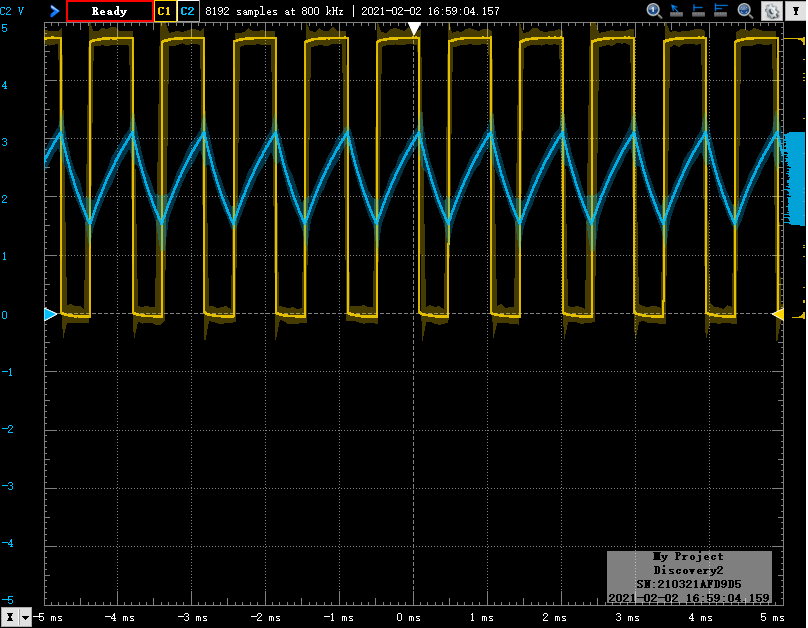 C2 V Ready C1 C2 8192 samples at 800 kHz | 2021-02-02 16:59:04.157 Y
5
4
3
2
1
0
-1
-2
-3
-4
-5
My Project
Discovery2
SN:210321AFD9D5
2021-02-02 16:59:04.159
X -5 ms -4 ms -3 ms -2 ms -1 ms 0 ms 1 ms 2 ms 3 ms 4 ms 5 ms